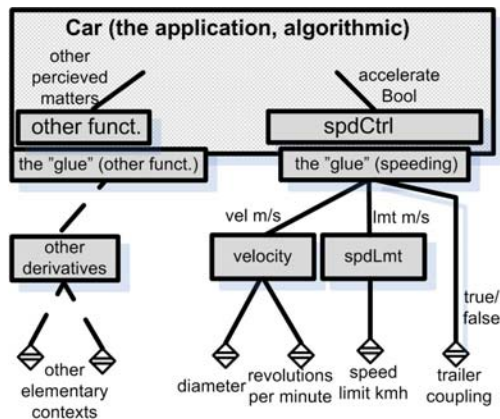 Car (the application, algorithmic)
other
percieved
matters
accelerate
Bool
other funct.
spdCtrl
the "glue" (other funct.)
the "glue" (speeding)
vel m/s
lmt m/s
other
derivatives
velocity
spdLmt
true/
false
other
elementary
contexts
diameter
revolutions
per minute
speed
limit kmh
trailer
coupling